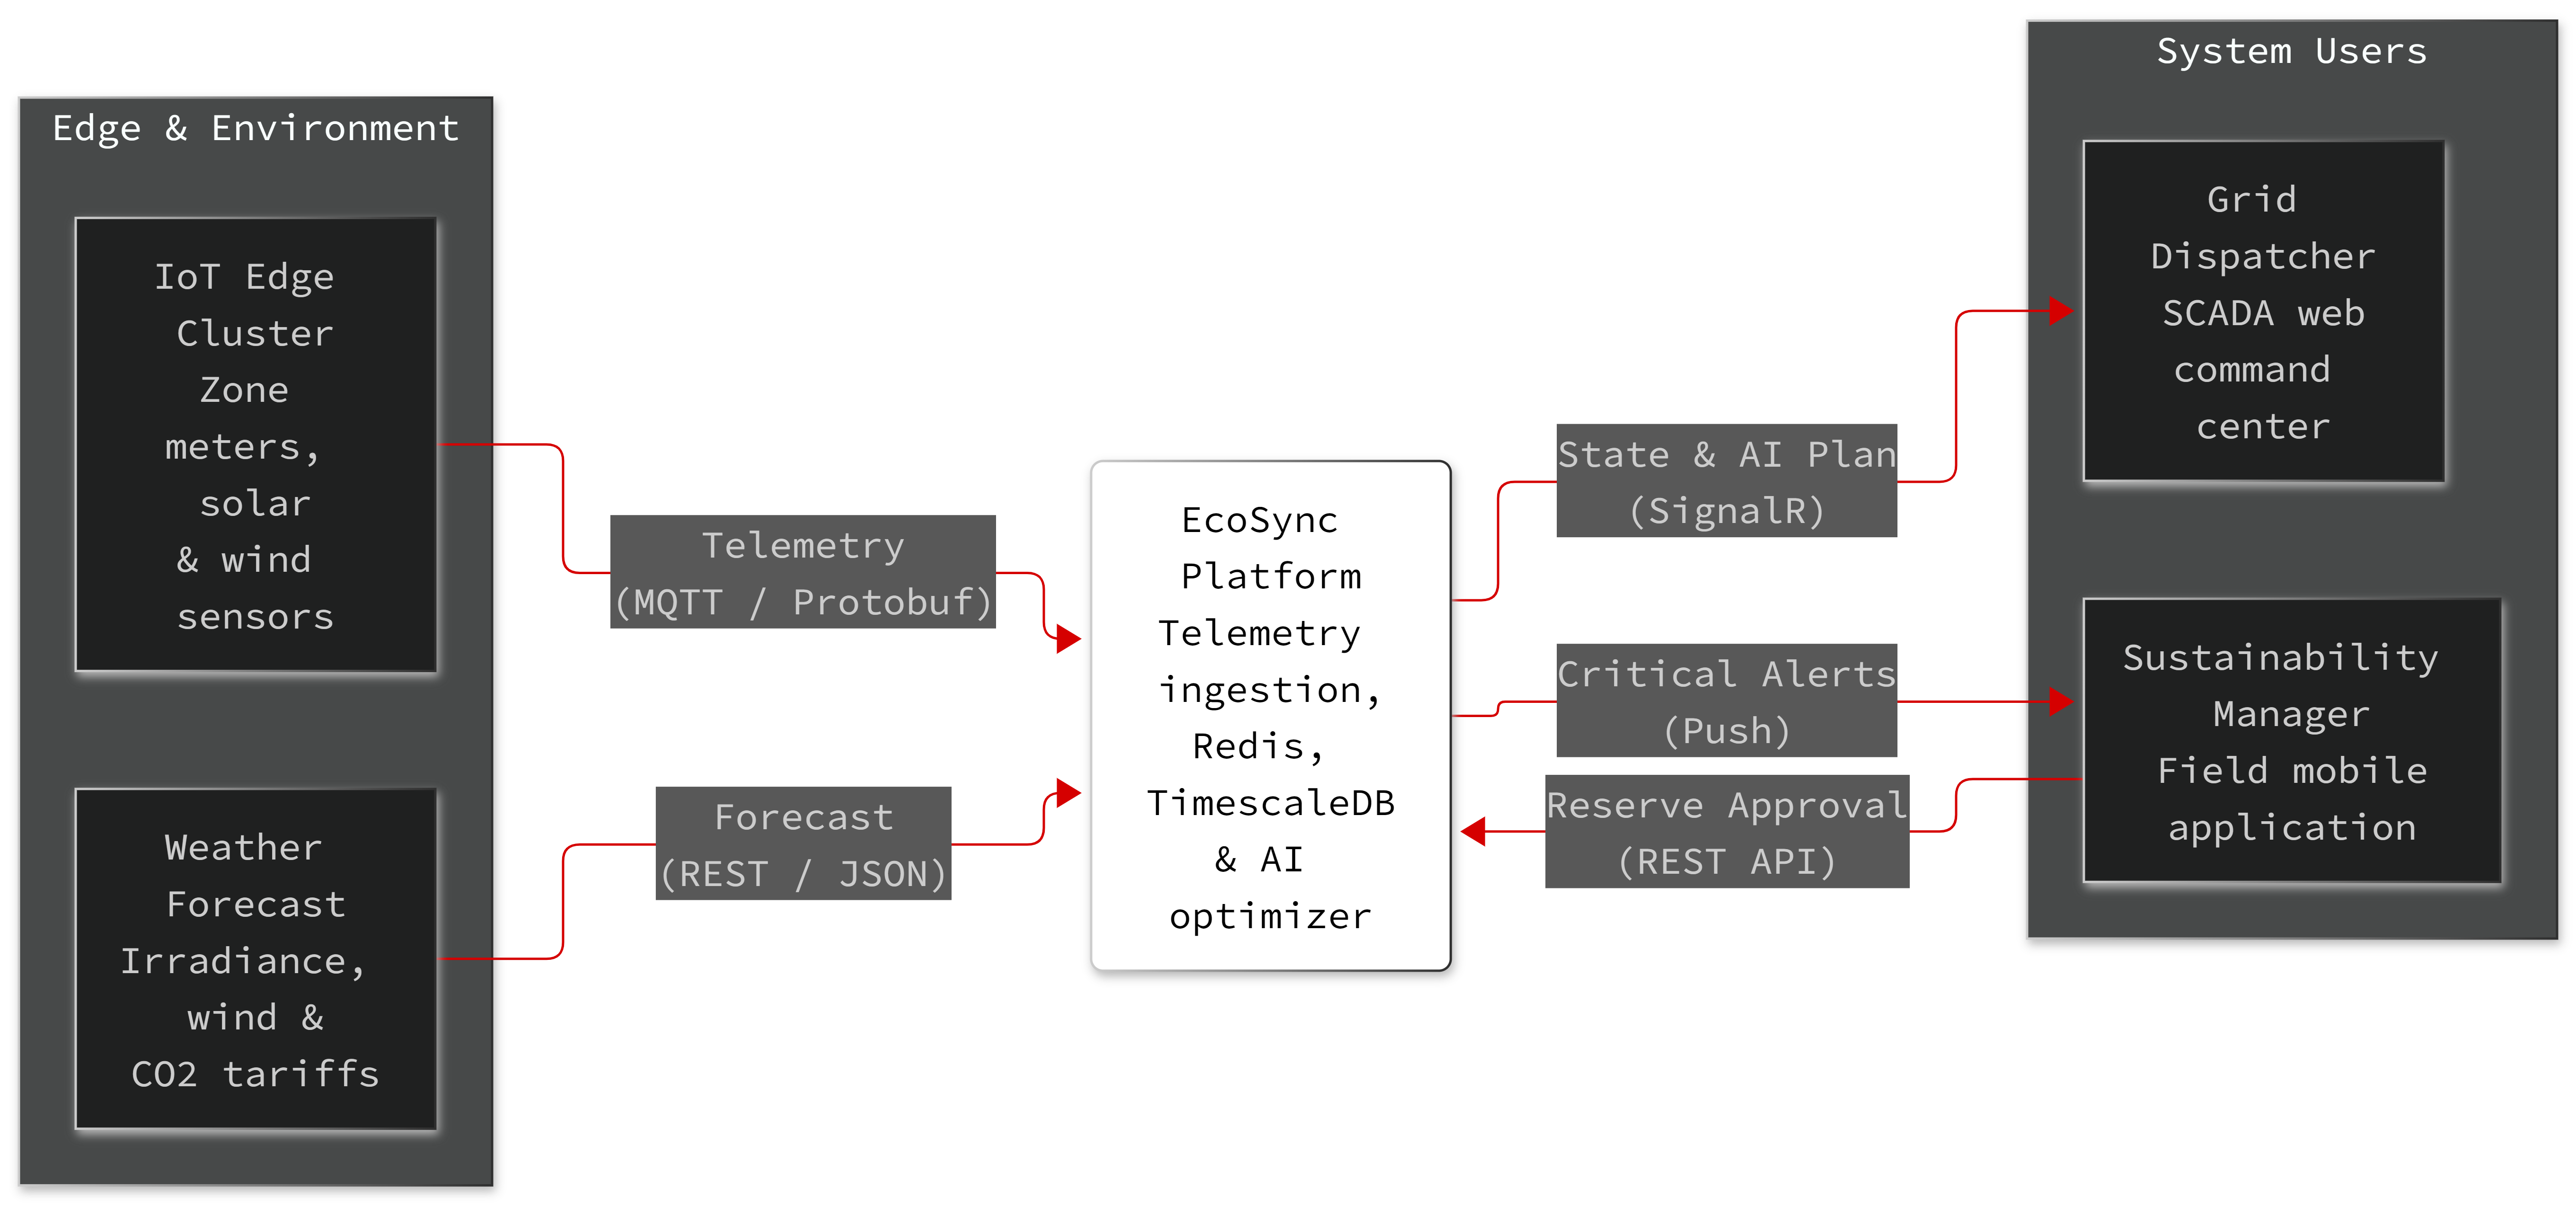 Edge & Environment
IoT Edge
Cluster
Zone
meters,
solar
& wind
sensors
Weather
Forecast
Irradiance,
wind &
CO2 tariffs
Telemetry
(MQTT / Protobuf)
Forecast
(REST / JSON)
EcoSync
Platform
Telemetry
ingestion,
Redis,
TimescaleDB
& AI
optimizer
State & AI Plan
(SignalR)
Critical Alerts
(Push)
Reserve Approval
(REST API)
System Users
Grid
Dispatcher
SCADA web
command
center
Sustainability
Manager
Field mobile
application